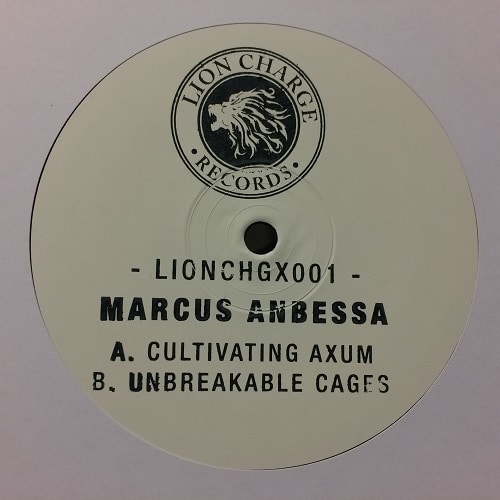 LION CHARGE
• RECORDS •
- LIONCHGX001 -
MARCUS ANBESSA
A. CULTIVATING AXUM
B. UNBREAKABLE CAGES